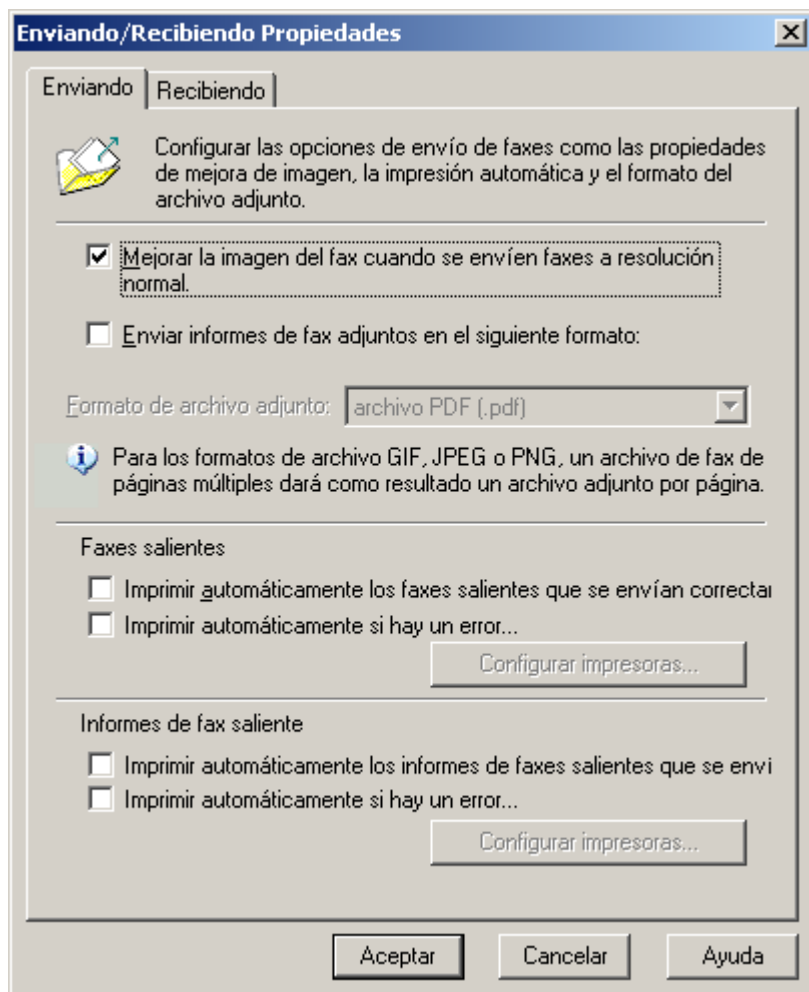 Enviando/Recibiendo Propiedades
Enviando
Recibiendo
Configurar las opciones de envío de faxes como las propiedades
de mejora de imagen, la impresión automática y el formato del
archivo adjunto.
Mejorar la imagen del fax cuando se envíen faxes a resolución
normal.
Enviar informes de fax adjuntos en el siguiente formato:
Formato de archivo adjunto: archivo PDF (.pdf)
Para los formatos de archivo GIF, JPEG o PNG, un archivo de fax de
páginas múltiples dará como resultado un archivo adjunto por página.
Faxes salientes
Imprimir automáticamente los faxes salientes que se envían correctar
Imprimir automáticamente si hay un error...
Configurar impresoras...
Informes de fax saliente
Imprimir automáticamente los informes de faxes salientes que se enví
Imprimir automáticamente si hay un error...
Configurar impresoras...
Aceptar
Cancelar
Ayuda